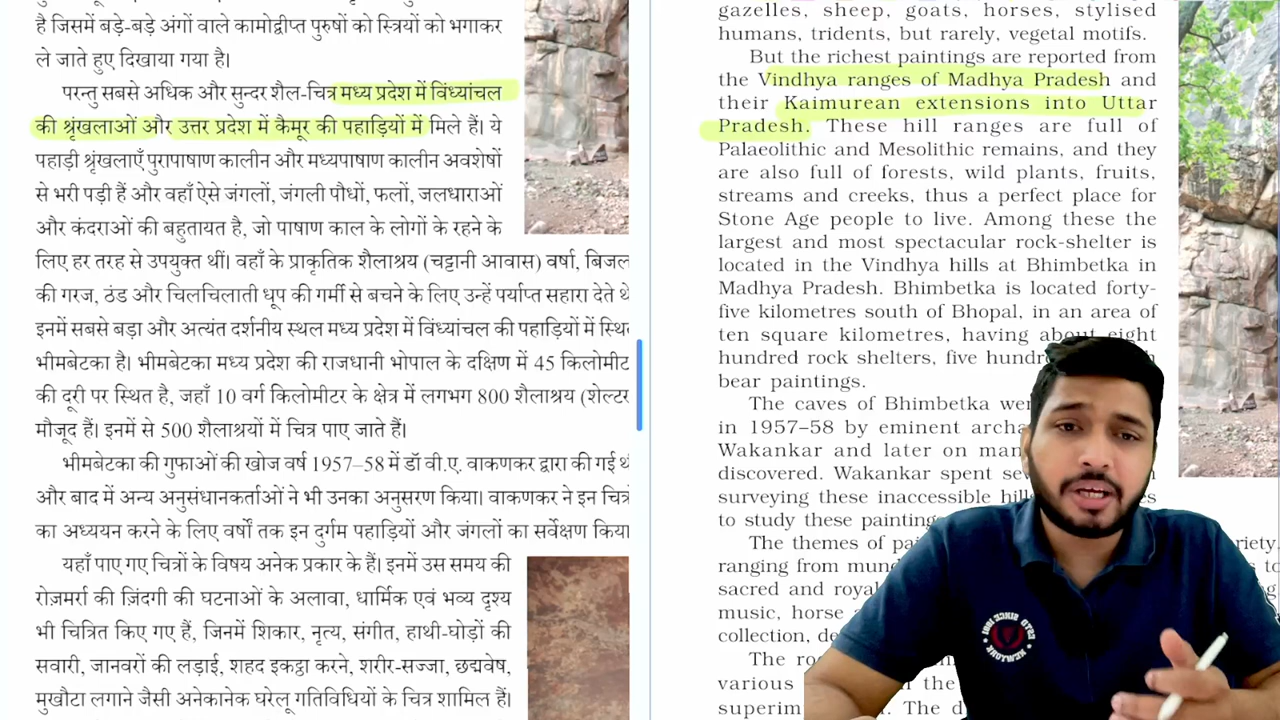 है जिसमें बड़े-बड़े अंगों वाले कामोद्वीप्त पुरुषों को स्त्रियों को भगाकर
ले जाते हुए दिखाया गया है।
परन्तु सबसे अधिक और सुन्दर शैल-चित्र मध्य प्रदेश में विंध्यांचल
की श्रृंखलाओं और उत्तर प्रदेश में कैमूर की पहाड़ियों में मिले हैं। ये
पहाड़ी श्रृंखलाएँ पुरापाषाण कालीन और मध्यपाषाण कालीन अवशेषों
से भरी पड़ी हैं और वहाँ ऐसे जंगलों, जंगली पौधों, फलों, जलधाराओं
और कंदराओं की बहुतायत है, जो पाषाण काल के लोगों के रहने के
लिए हर तरह से उपयुक्त थीं। वहाँ के प्राकृतिक शैलाश्रय (चट्टानी आवास) वर्षा,
की गरज, ठंड और चिलचिलाती धूप की गर्मी से बचने के लिए उन्हें पर्याप्त सहारा देते
इनमें सबसे बड़ा और अत्यंत दर्शनीय स्थल मध्य प्रदेश में विंध्यांचल की पहाड़ियों में
भीमबेटका है। भीमबेटका मध्य प्रदेश की राजधानी भोपाल के दक्षिण में 45
की दूरी पर स्थित है, जहाँ 10 वर्ग किलोमीटर के क्षेत्र में लगभग 800 शैलाश्रय
मौजूद हैं। इनमें से 500 शैलाश्रयों में चित्र पाए जाते हैं।
भीमबेटका की गुफाओं की खोज वर्ष 1957–58 में डॉ वी.ए. वाकणकर द्वारा की गई
और बाद में अन्य अनुसंधानकर्ताओं ने भी उनका अनुसरण किया। वाकणकर ने इन
का अध्ययन करने के लिए वर्षों तक इन दुर्गम पहाड़ियों और जंगलों का सर्वेक्षण किया
यहाँ पाए गए चित्रों के विषय अनेक प्रकार के हैं। इनमें उस समय की
रोज़मर्रा की ज़िंदगी की घटनाओं के अलावा, धार्मिक एवं भव्य दृश्य
भी चित्रित किए गए हैं, जिनमें शिकार, नृत्य, संगीत, हाथी-घोड़ों की
सवारी, जानवरों की लड़ाई, शहद इकट्ठा करने, शरीर-सज्जा, छद्मवेष,
मुखौटा लगाने जैसी अनेकानेक घरेलू गतिविधियों के चित्र शामिल हैं।
gazelles, sheep, goats, horses, stylised
humans, tridents, but rarely, vegetal motifs.
But the richest paintings are reported from
the Vindhya ranges of Madhya Pradesh and
their Kaimurean extensions into Uttar
Pradesh. These hill ranges are full of
Palaeolithic and Mesolithic remains, and they
are also full of forests, wild plants, fruits,
streams and creeks, thus a perfect place for
Stone Age people to live. Among these the
largest and most spectacular rock-shelter is
located in the Vindhya hills at Bhimbetka in
Madhya Pradesh. Bhimbetka is located forty-
five kilometres south of Bhopal, in an area of
ten square kilometres, having about eight
hundred rock shelters, five
bear paintings.
The caves of Bhimbetka
in 1957–58 by eminent
Wakankar and later on
discovered. Wakankar spent
surveying these inaccessible
to study these
The themes of
ranging from
sacred and
music, horse
collection,
The
various the
The